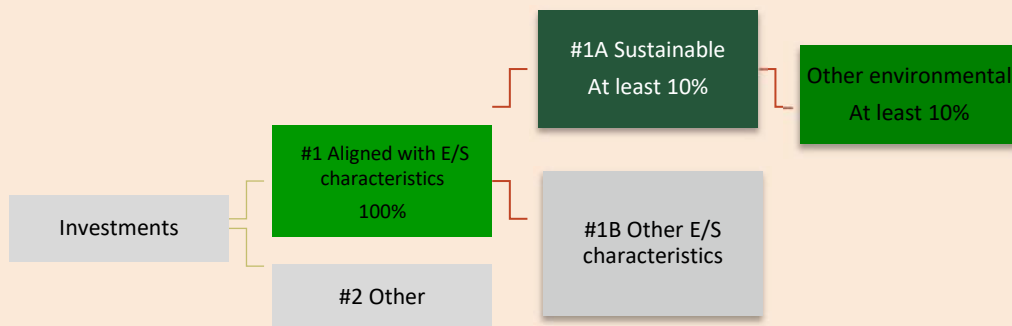 Investments
#1 Aligned with E/S
characteristics
100%
#2 Other
#1A Sustainable
At least 10%
#1B Other E/S
characteristics
Other environmental
At least 10%